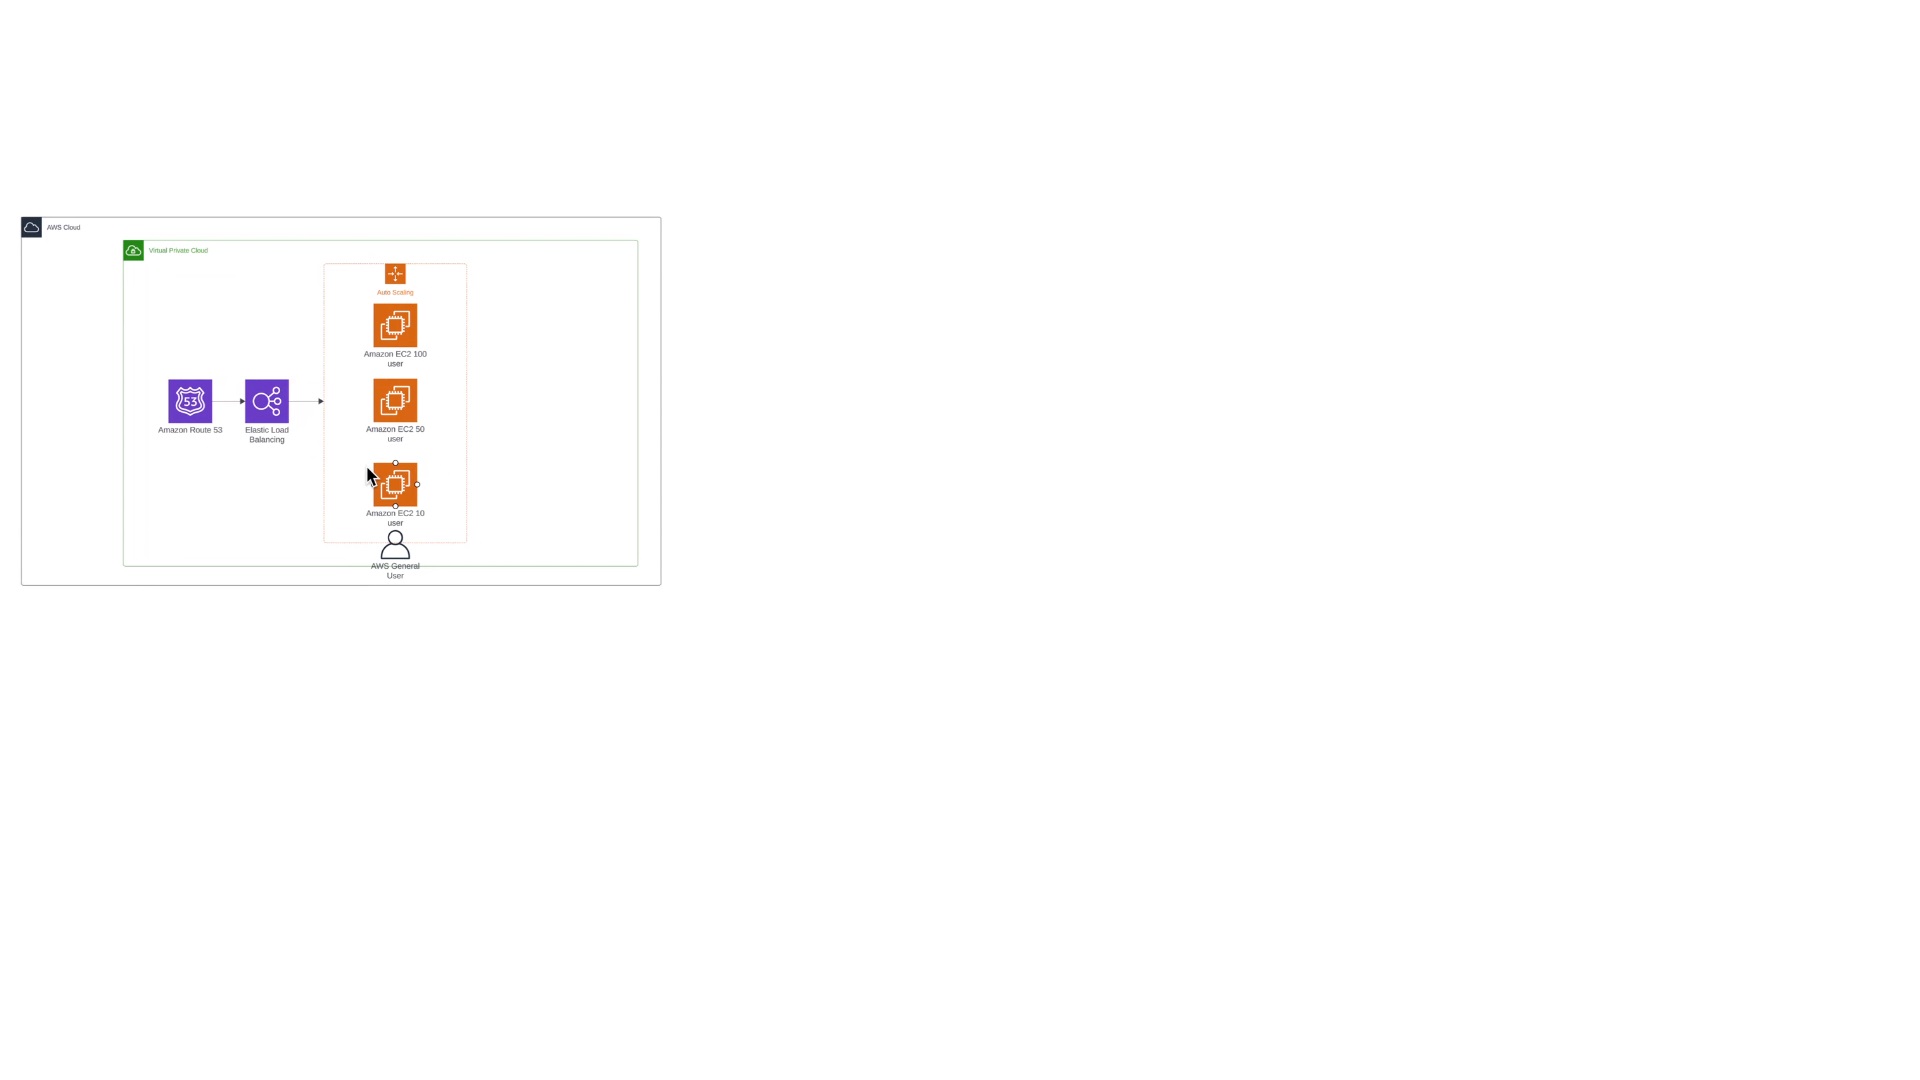 AWS Cloud
Virtual Private Cloud
Auto Scaling
Amazon EC2 100
user
53
Amazon Route 53
Elastic Load
Balancing
Amazon EC2 50
user
Amazon EC2 10
user
AWS General
User